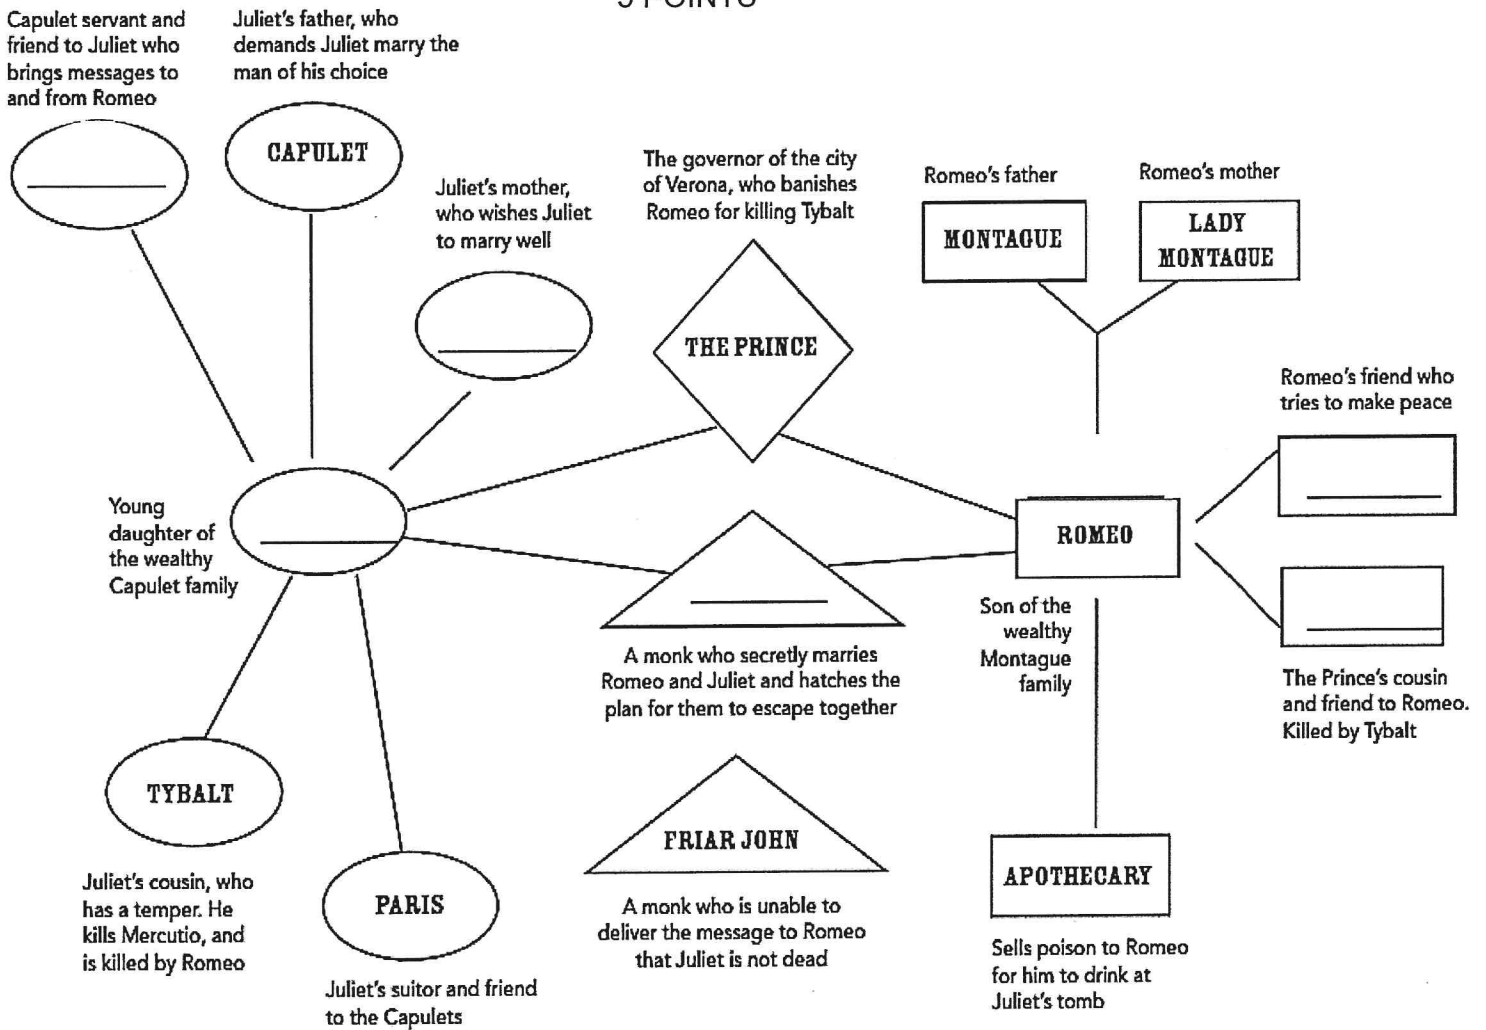 9 POINTS
Capulet servant and
friend to Juliet who
brings messages to
and from Romeo
Juliet's father, who
demands Juliet marry the
man of his choice
CAPULET
Juliet's mother,
who wishes Juliet
to marry well
The governor of the city
of Verona, who banishes
Romeo for killing Tybalt
THE PRINCE
Romeo's father
MONTAGUE
Romeo's mother
LADY
MONTAGUE
Romeo's friend who
tries to make peace
Young
daughter of
the wealthy
Capulet family
ROMEO
Son of the
wealthy
Montague
family
A monk who secretly marries
Romeo and Juliet and hatches the
plan for them to escape together
The Prince's cousin
and friend to Romeo.
Killed by Tybalt
TYBALT
Juliet's cousin, who
has a temper. He
kills Mercutio, and
is killed by Romeo
PARIS
Juliet's suitor and friend
to the Capulets
FRIAR JOHN
A monk who is unable to
deliver the message to Romeo
that Juliet is not dead
APOTHECARY
Sells poison to Romeo
for him to drink at
Juliet's tomb